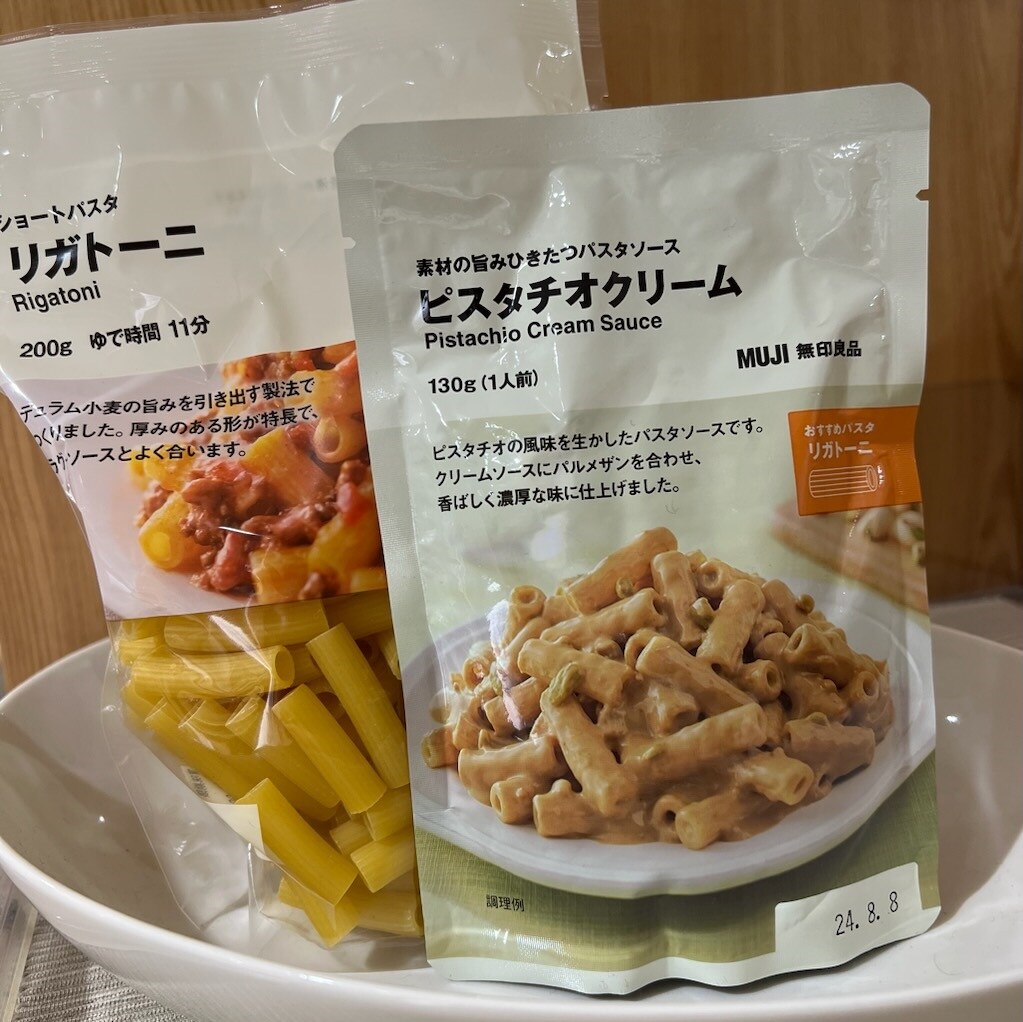 ショートパスタ
リガトーニ
Rigatoni
200g ゆで時間 11分
デュラム小麦の旨みを引き出す製法で
つくりました。厚みのある形が特長で、
ソースとよく合います。
素材の旨みひきたつパスタソース
ピスタチオクリーム
Pistachio Cream Sauce
130g(1人前)
MUJI 無印良品
ピスタチオの風味を生かしたパスタソースです。
クリームソースにパルメザンを合わせ、
香ばしく濃厚な味に仕上げました。
おすすめパスタ
リガトーニ
調理例
24. 8. 8